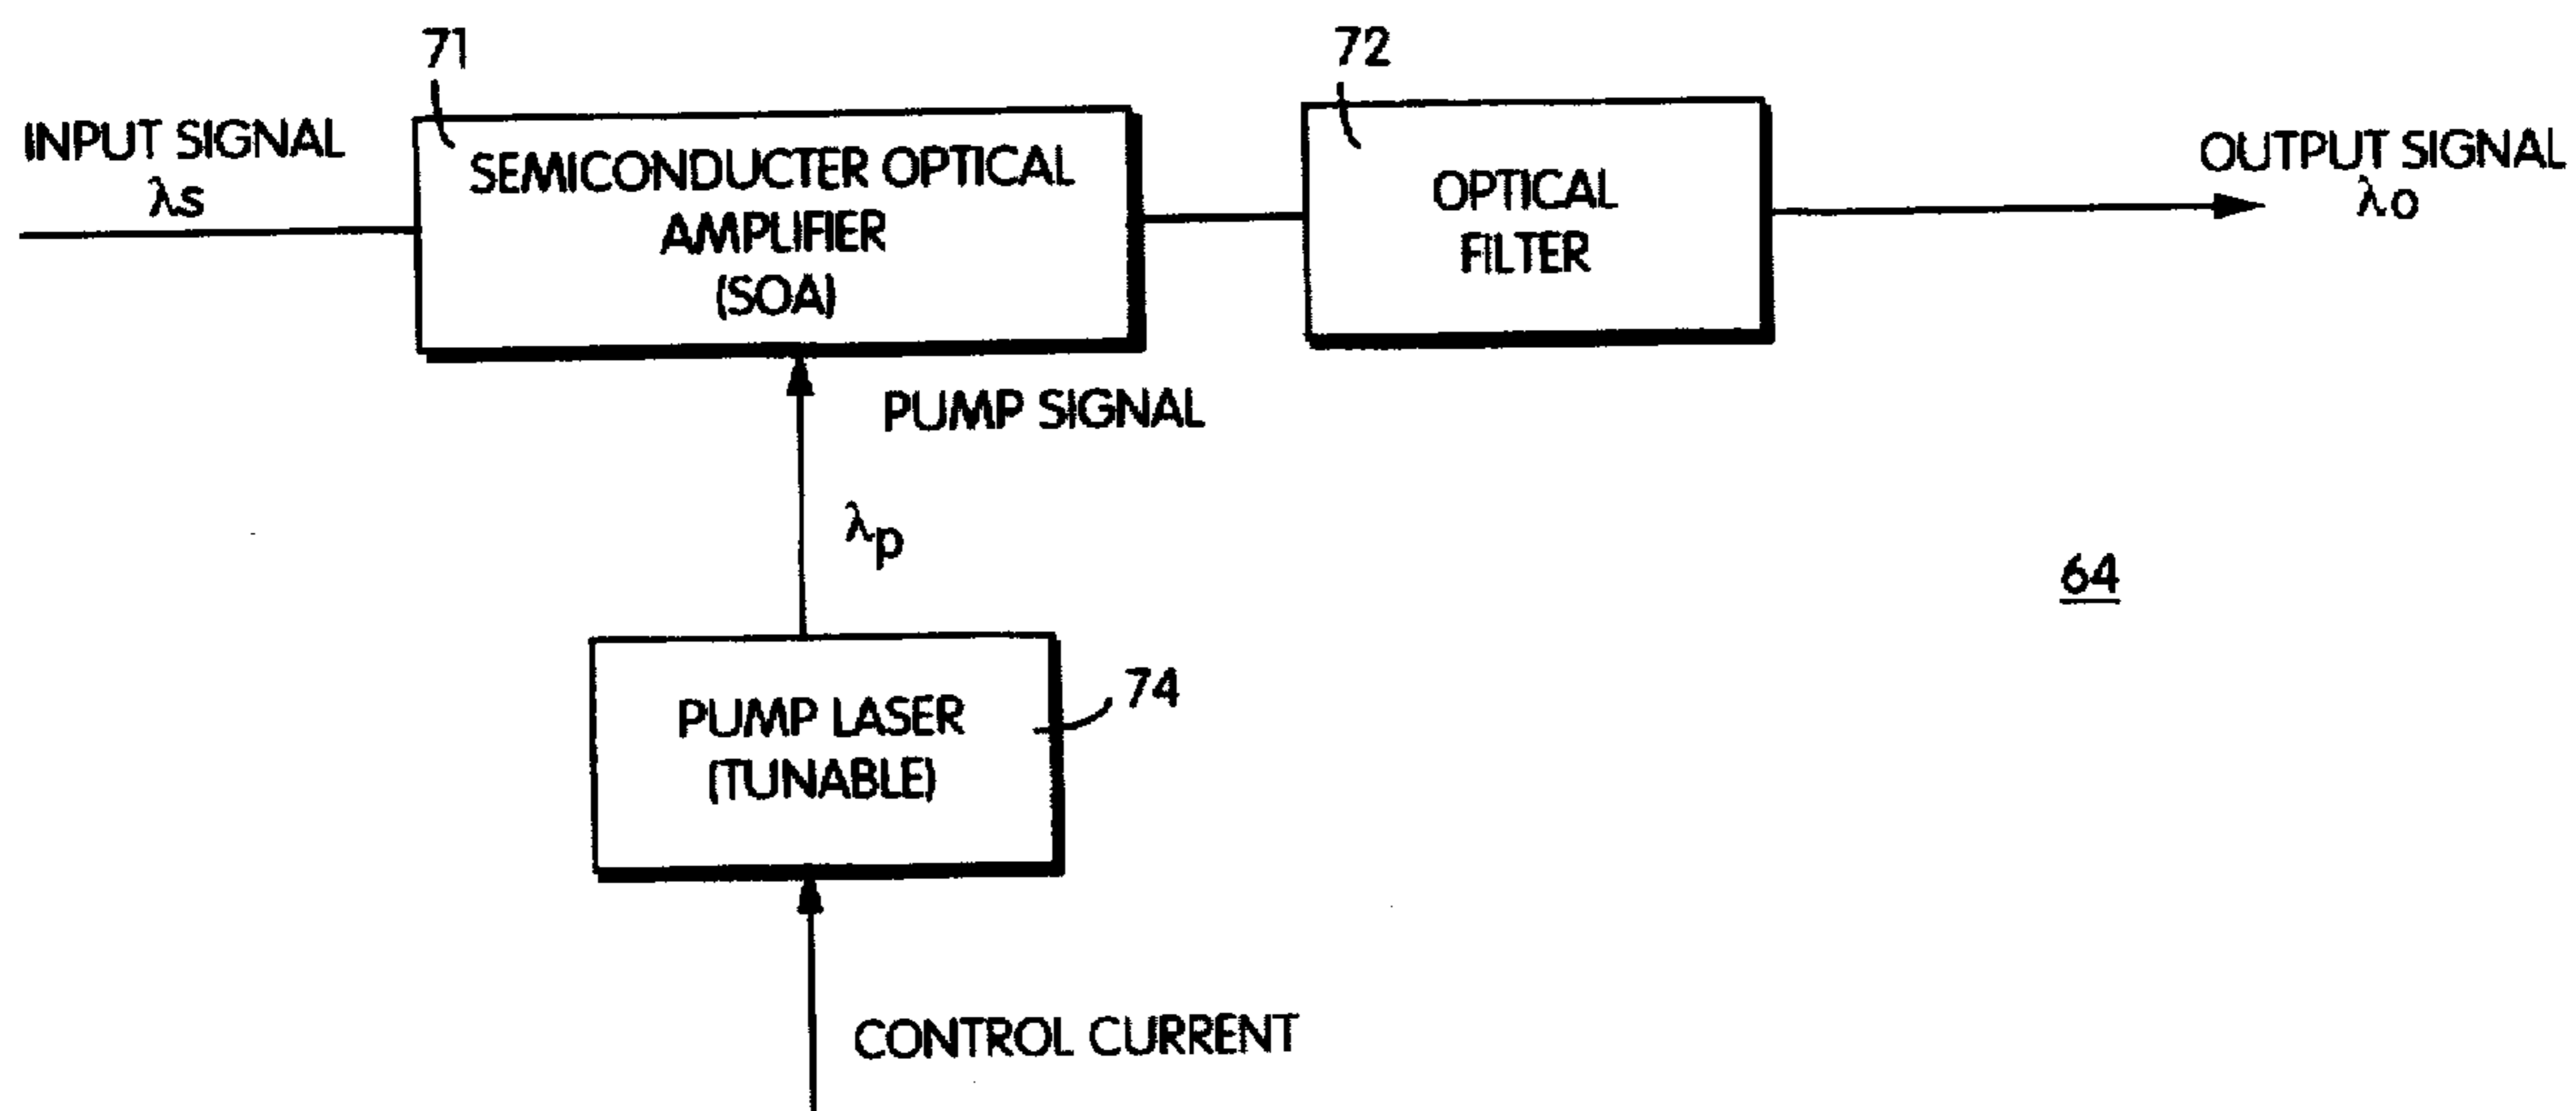 71
72
INPUT SIGNAL
λs
SEMICONDUCTER OPTICAL
AMPLIFIER
(SOA)
OPTICAL
FILTER
OUTPUT SIGNAL
λo
PUMP SIGNAL
λp
64
PUMP LASER
(TUNABLE)
74
CONTROL CURRENT